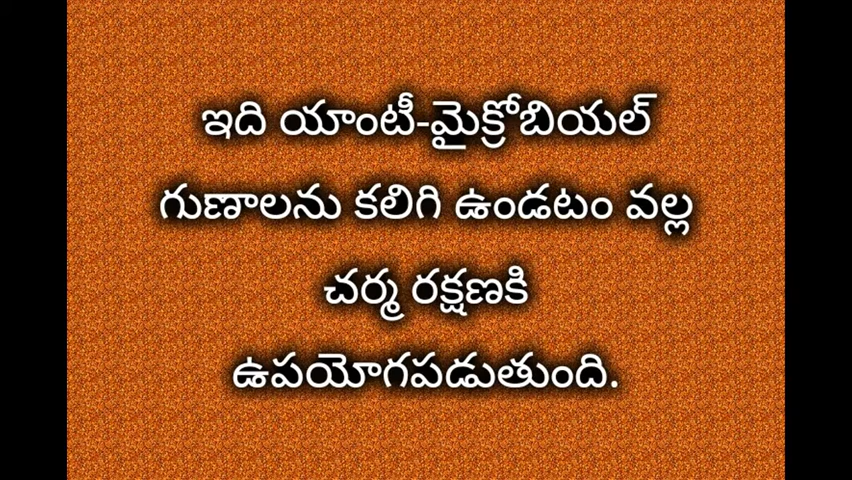 ఇది యాంటీ-మైక్రోబియల్
గుణాలను కలిగి ఉండటం వల్ల
చర్మ రక్షణకి
ఉపయోగపడుతుంది.